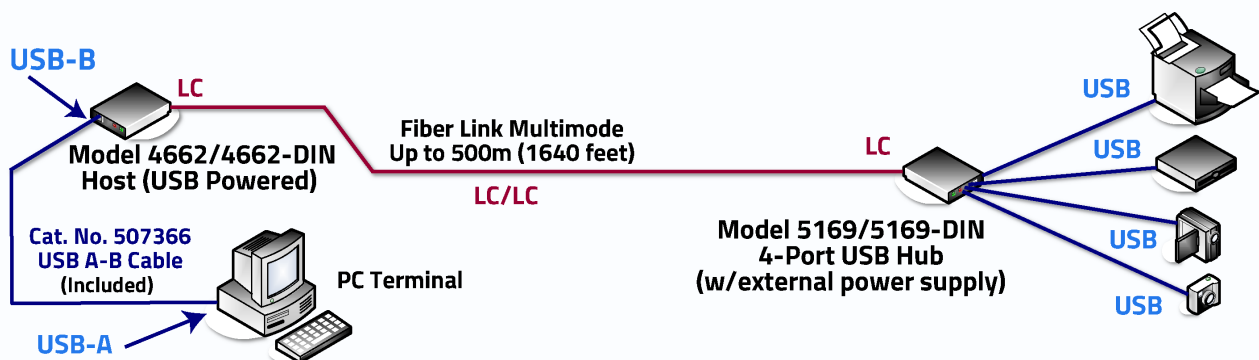 USB-B
LC
Model 4662/4662-DIN
Host (USB Powered)
Cat. No. 507366
USB A-B Cable
(Included)
USB-A
PC Terminal
Fiber Link Multimode
Up to 500m (1640 feet)
LC/LC
LC
Model 5169/5169-DIN
4-Port USB Hub
(w/external power supply)
USB
USB
USB
USB